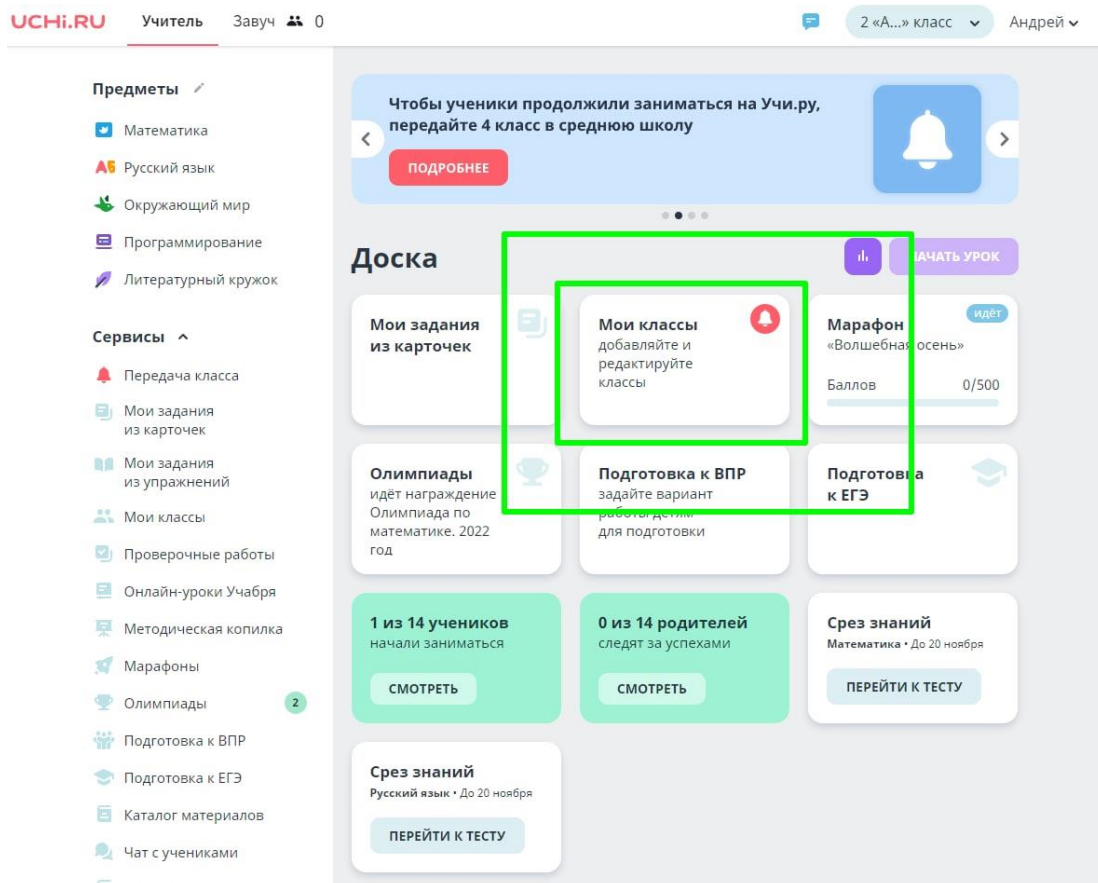 UCHi.RU Учитель Завуч 0 2 «А...» класс Андрей
Предметы
Математика
Русский язык
Окружающий мир
Программирование
Литературный кружок
Сервисы
Передача класса
Мои задания
из карточек
Мои задания
из упражнений
Мои классы
Проверочные работы
Онлайн-уроки Учабря
Методическая копилка
Марафоны
Олимпиады 2
Подготовка к ВПР
Подготовка к ЕГЭ
Каталог материалов
Чат с учениками
Чтобы ученики продолжили заниматься на Учи.ру,
передайте 4 класс в среднюю школу
ПОДРОБНЕЕ
Доска
НАЧАТЬ УРОК
Мои задания
из карточек
Мои классы
добавляйте и
редактируйте
классы
Марафон идёт
«Волшебная осень»
Баллов 0/500
Олимпиады
идёт награждение
Олимпиада по
математике. 2022
год
Подготовка к ВПР
задайте вариант
работы детям
для подготовки
Подготовка
к ЕГЭ
1 из 14 учеников
начали заниматься
СМОТРЕТЬ
0 из 14 родителей
следят за успехами
СМОТРЕТЬ
Срез знаний
Математика • До 20 ноября
ПЕРЕЙТИ К ТЕСТУ
Срез знаний
Русский язык • До 20 ноября
ПЕРЕЙТИ К ТЕСТУ